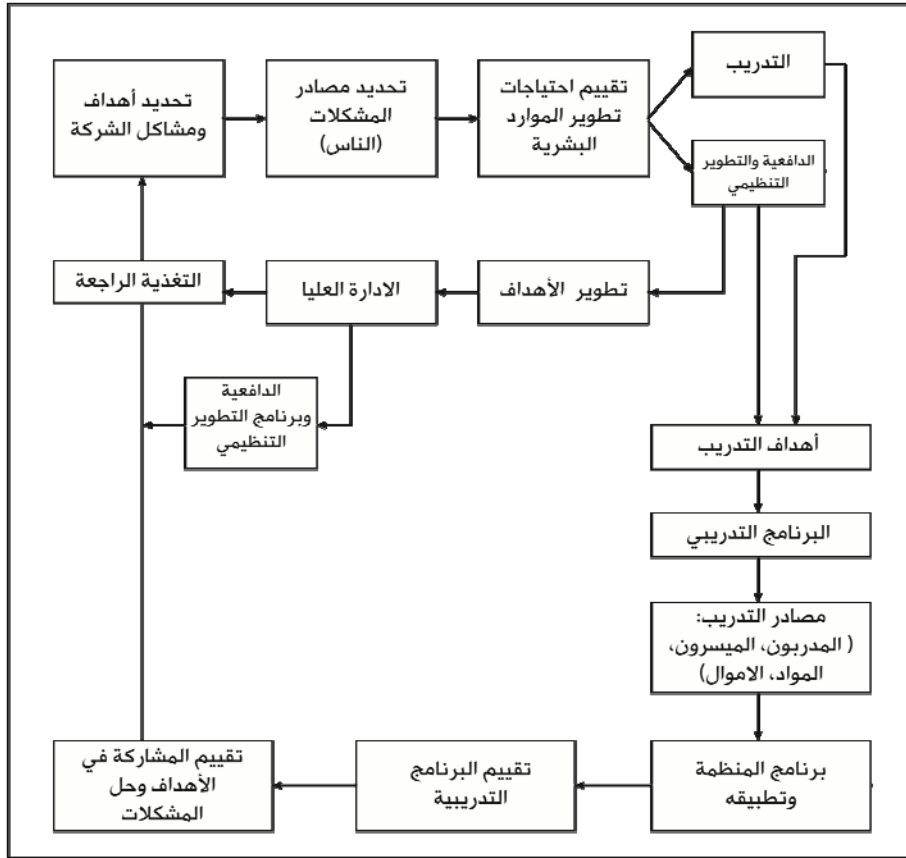 تحديد أهداف
ومشاكل الشركة
تحديد مصادر
المشكلات
(الناس)
تقييم احتياجات
تطوير الموارد
البشرية
التدريب
الدافعية والتطوير
التنظيمي
تطوير الأهداف
الادارة العليا
التغذية الراجعة
الدافعية
وبرنامج التطوير
التنظيمي
أهداف التدريب
البرنامج التدريبي
مصادر التدريب:
( المدربون، الميسرون،
المواد، الاموال)
برنامج المنظمة
وتطبيقه
تقييم البرنامج
التدريبية
تقييم المشاركة في
الأهداف وحل
المشكلات